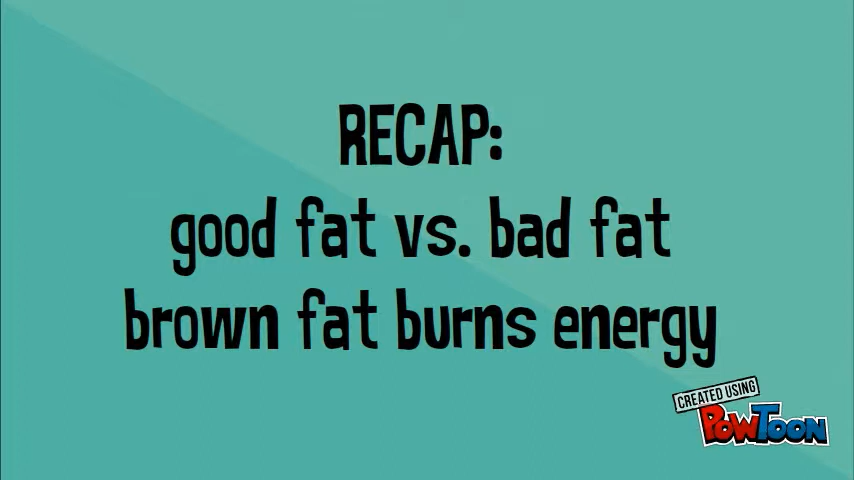 RECAP:
good fat vs. bad fat
brown fat burns energy
CREATED USING
POWTOON